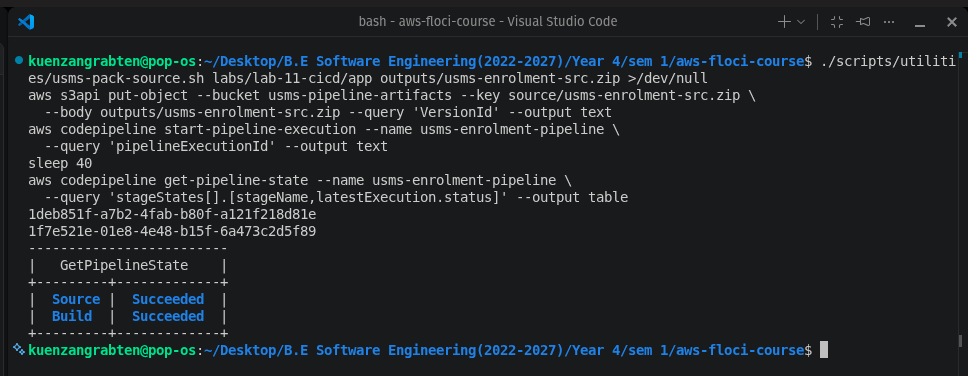 bash - aws-floci-course - Visual Studio Code
kuenzangrabten@pop-os:~/Desktop/B.E Software Engineering(2022-2027)/Year 4/sem 1/aws-floci-course$ ./scripts/utiliti
es/usms-pack-source.sh labs/lab-11-cicd/app outputs/usms-enrolment-src.zip >/dev/null
aws s3api put-object --bucket usms-pipeline-artifacts --key source/usms-enrolment-src.zip \
  --body outputs/usms-enrolment-src.zip --query 'VersionId' --output text
aws codepipeline start-pipeline-execution --name usms-enrolment-pipeline \
  --query 'pipelineExecutionId' --output text
sleep 40
aws codepipeline get-pipeline-state --name usms-enrolment-pipeline \
  --query 'stageStates[].[stageName,latestExecution.status]' --output table
1deb851f-a7b2-4fab-b80f-a121f218d81e
1f7e521e-01e8-4e48-b15f-6a473c2d5f89
-------------------------
|   GetPipelineState    |
+---------+-------------+
|  Source |  Succeeded  |
|  Build  |  Succeeded  |
+---------+-------------+
kuenzangrabten@pop-os:~/Desktop/B.E Software Engineering(2022-2027)/Year 4/sem 1/aws-floci-course$